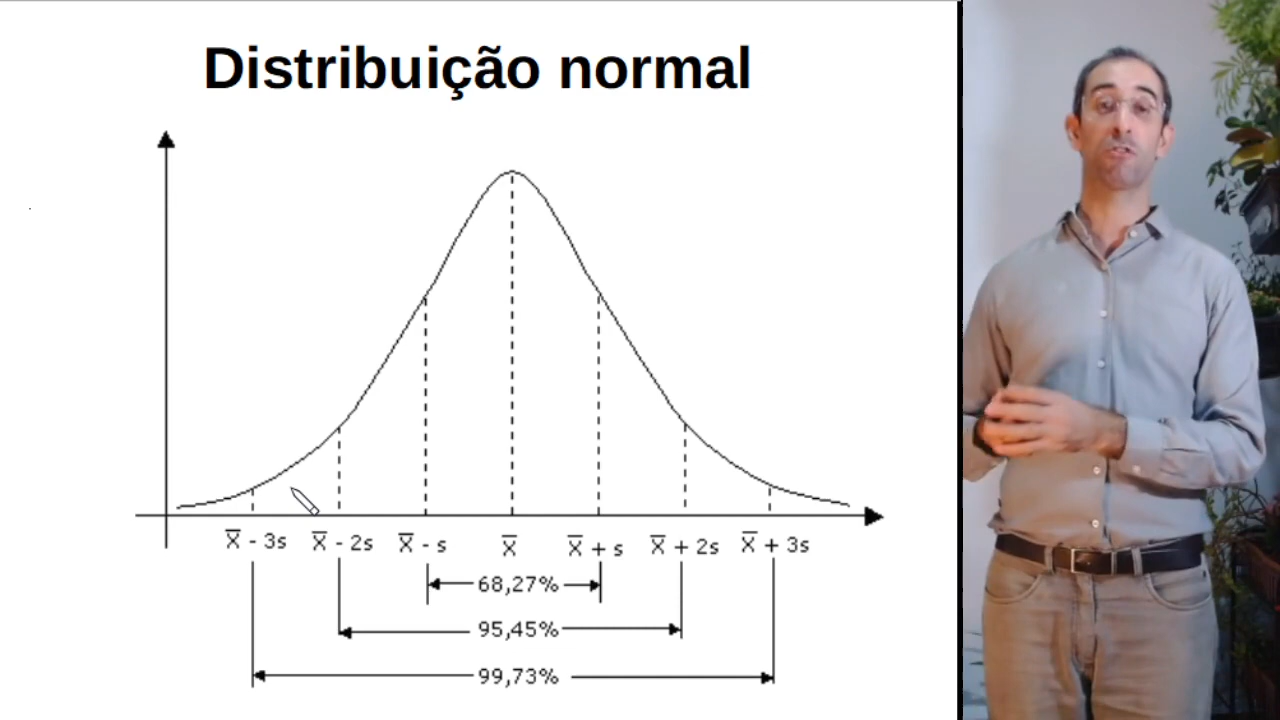 Distribuição normal
X̅ - 3s X̅ - 2s X̅ - s X̅ X̅ + s X̅ + 2s X̅ + 3s
68,27%
95,45%
99,73%